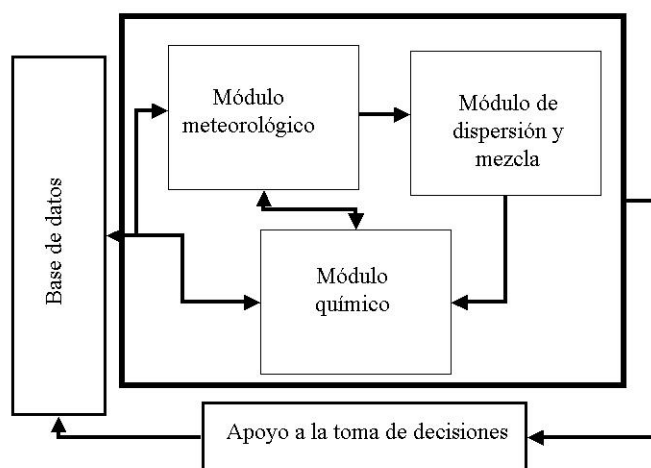 Base de datos
Módulo
meteorológico
Módulo de
dispersión y
mezcla
Módulo
químico
Apoyo a la toma de decisiones